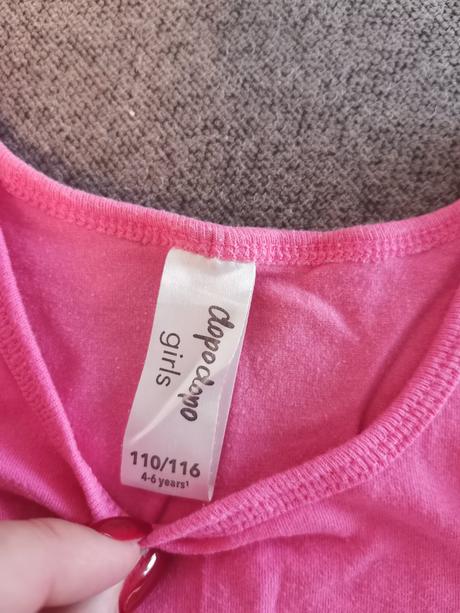 dopodopo
girls
110/116
4-6 years¹